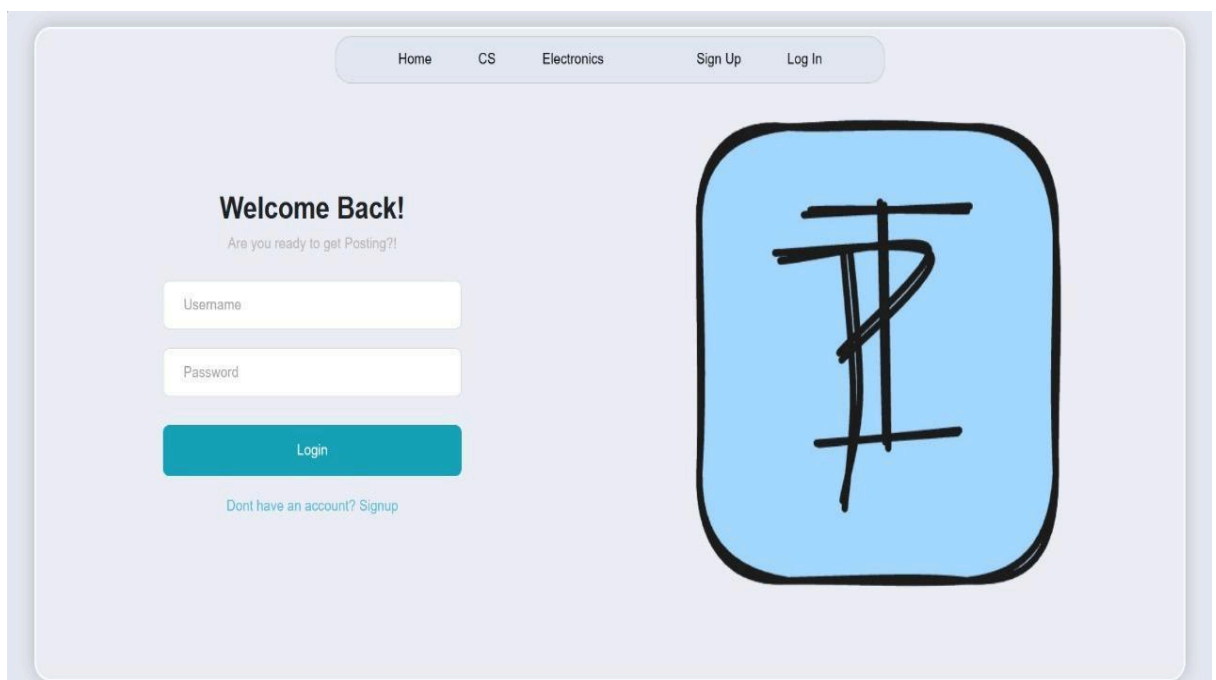 Home CS Electronics Sign Up Log In
Welcome Back!
Are you ready to get Posting?!
Username
Password
Login
Dont have an account? Signup